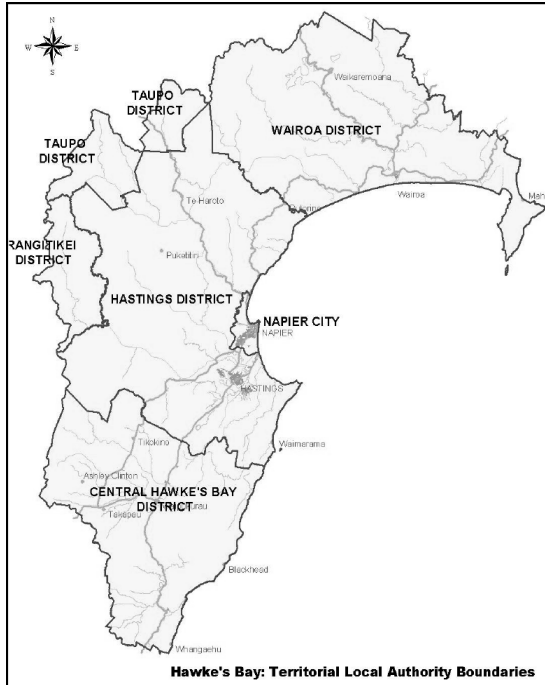 N
W E
S
Waikaremoana
TAUPO
DISTRICT
WAIROA DISTRICT
TAUPO
DISTRICT
Wairoa
Mah
Te Haroto
RANGITIKEI
DISTRICT
Puketitiri
HASTINGS DISTRICT
NAPIER CITY
NAPIER
HASTINGS
Tikokino
Waimarama
Ashley Clinton
CENTRAL HAWKE'S BAY
DISTRICT
Takapau
Blackhead
Whangaehu
Hawke's Bay: Territorial Local Authority Boundaries